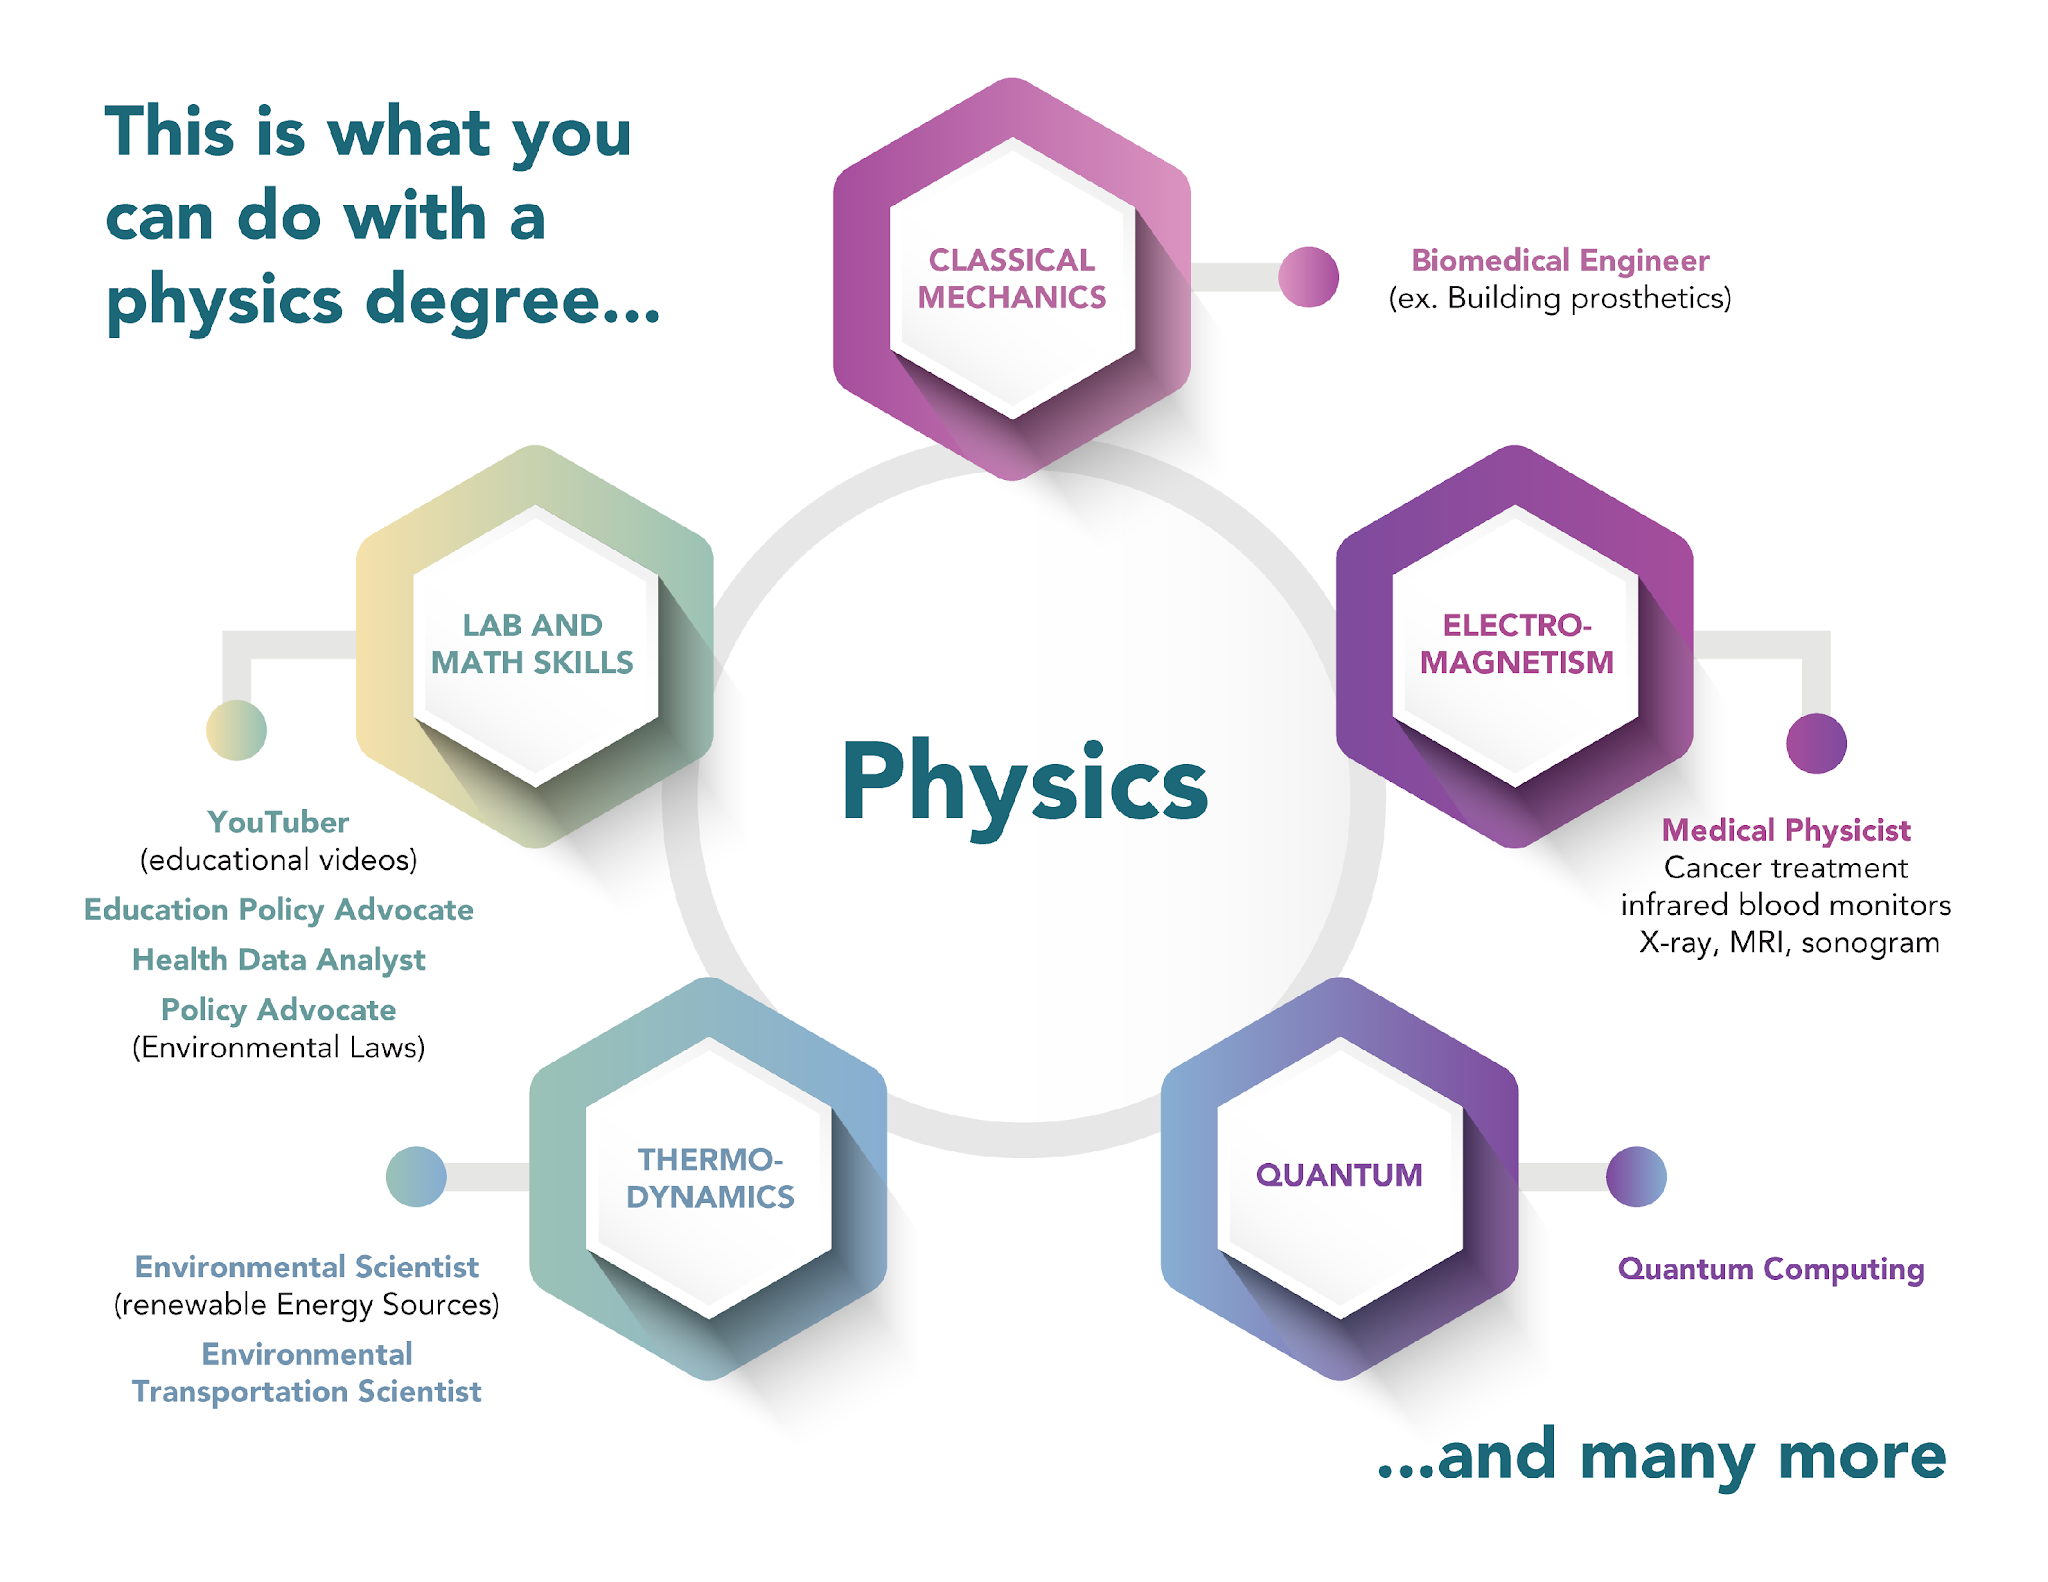 This is what you
can do with a
physics degree...
CLASSICAL
MECHANICS
Biomedical Engineer
(ex. Building prosthetics)
LAB AND
MATH SKILLS
YouTuber
(educational videos)
Education Policy Advocate
Health Data Analyst
Policy Advocate
(Environmental Laws)
Physics
ELECTRO-
MAGNETISM
Medical Physicist
Cancer treatment
infrared blood monitors
X-ray, MRI, sonogram
THERMO-
DYNAMICS
Environmental Scientist
(renewable Energy Sources)
Environmental
Transportation Scientist
QUANTUM
Quantum Computing
...and many more